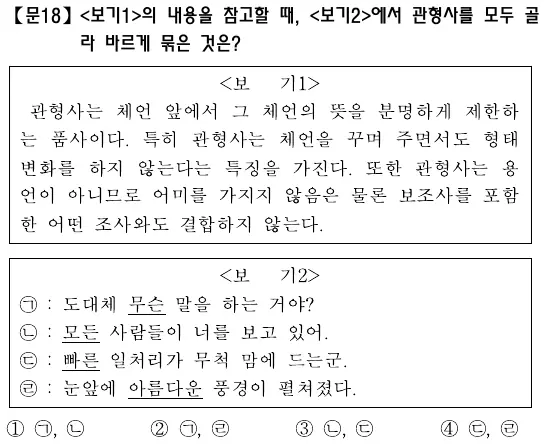 【문18】<보기1>의 내용을 참고할 때, <보기2>에서 관형사를 모두 골
라 바르게 묶은 것은?
<보 기1>
관형사는 체언 앞에서 그 체언의 뜻을 분명하게 제한하
는 품사이다. 특히 관형사는 체언을 꾸며 주면서도 형태
변화를 하지 않는다는 특징을 가진다. 또한 관형사는 용
언이 아니므로 어미를 가지지 않음은 물론 보조사를 포함
한 어떤 조사와도 결합하지 않는다.
<보 기2>
㉠ : 도대체 무슨 말을 하는 거야?
㉡ : 모든 사람들이 너를 보고 있어.
㉢ : 빠른 일처리가 무척 맘에 드는군.
㉣ : 눈앞에 아름다운 풍경이 펼쳐졌다.
① ㉠, ㉡ ② ㉠, ㉣ ③ ㉡, ㉢ ④ ㉢, ㉣